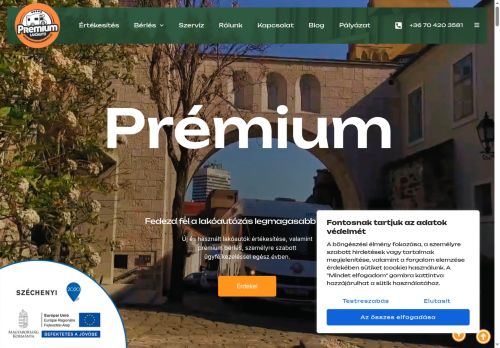 Prémium
LAKÓAUTÓ
Értékesítés Bérlés Szerviz Rólunk Kapcsolat Blog Pályázat +36 70 420 3581
Prémium
Fedezd fel a lakóautózás legmagasabb
Új és használt lakóautók értékesítése, valamint
prémium bérlés, személyre szabott
ügyfélkezeléssel egész évben.
Érdekel
Fontosnak tartjuk az adatok
védelmét
A böngészési élmény fokozása, a személyre
szabott hirdetések vagy tartalmak
megjelenítése, valamint a forgalom elemzése
érdekében sütiket (cookie) használunk. A
"Mindet elfogadom" gombra kattintva
hozzájárulhat a sütik használatához.
Testreszabás Elutasít
Az összes elfogadása
SZÉCHENYI 2020
MAGYARORSZÁG
KORMÁNYA
Európai Unió
Európai Regionális
Fejlesztési Alap
BEFEKTETÉS A JÖVŐBE